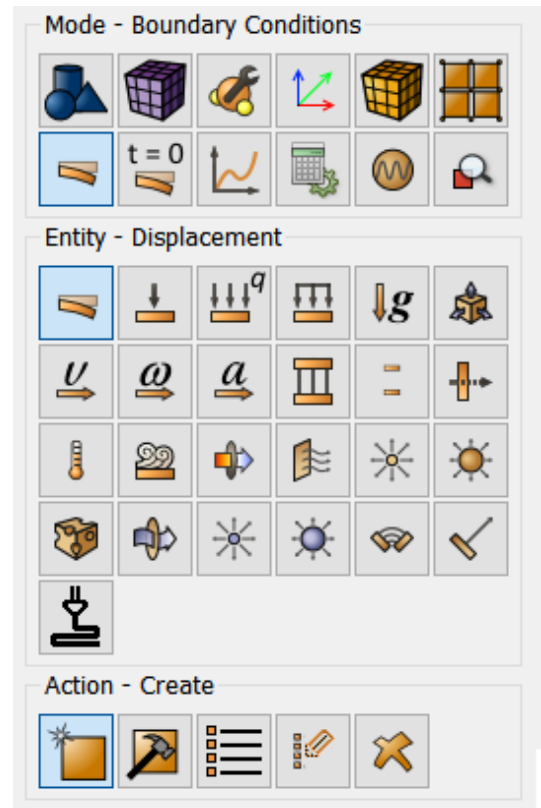 Mode - Boundary Conditions
t = 0
Entity - Displacement
q
g
υ ω a
Action - Create